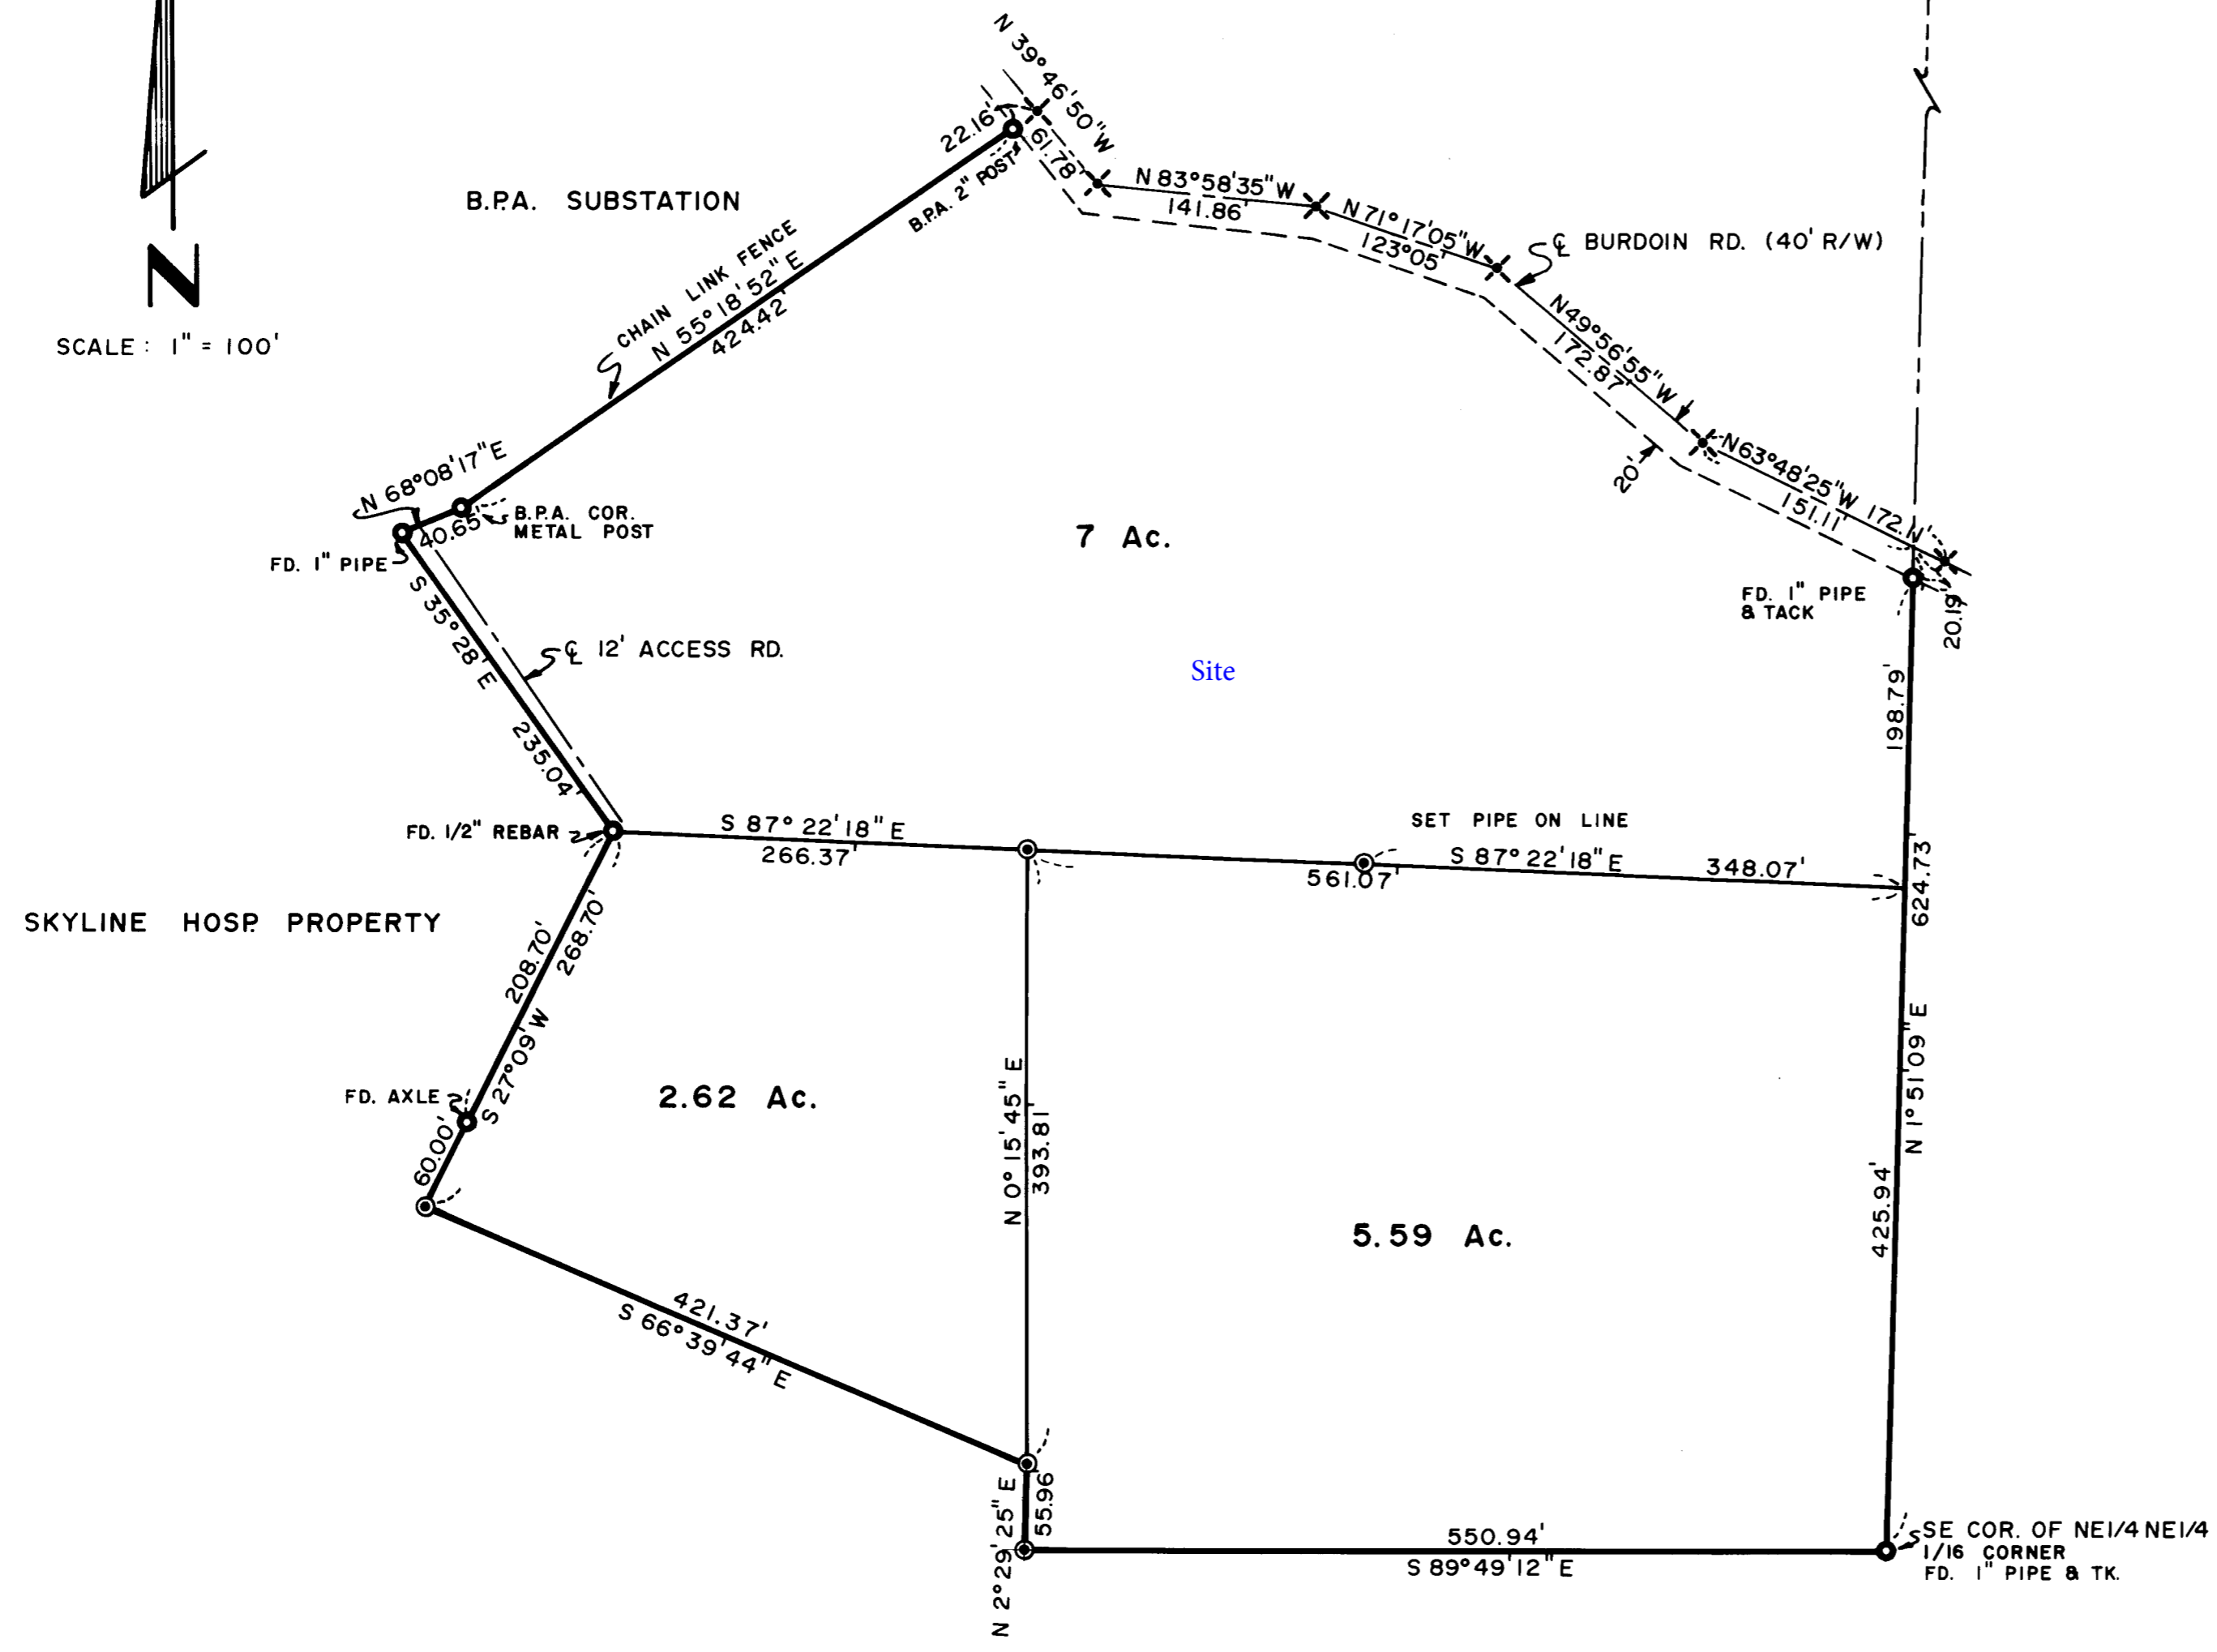 N 39°46'50"W
22.16'
61.78'
B.P.A. 2" POST
B.P.A. SUBSTATION
N 83°58'35"W
141.86'
N 71°17'05"W
123°05'
℄ BURDOIN RD. (40' R/W)
N
SCALE: 1" = 100'
CHAIN LINK FENCE
N 55°18'52" E
424.42'
N49°56'55"W
172.87'
N63°48'25"W 172.11'
151.11'
20'
N 68°08'17"E
40.65'
B.P.A. COR.
METAL POST
FD. 1" PIPE
7 Ac.
FD. 1" PIPE
& TACK
20.19'
S 35°28' E
235.04'
℄ 12' ACCESS RD.
Site
198.79'
FD. 1/2" REBAR
S 87° 22' 18" E
266.37'
SET PIPE ON LINE
561.07'
S 87° 22' 18" E 348.07'
624.73'
SKYLINE HOSP. PROPERTY
208.70'
268.70'
S 27°09' W
FD. AXLE
60.00'
2.62 Ac.
N 0° 15' 45" E
393.81'
N 1° 51' 09" E
425.94'
5.59 Ac.
421.37'
S 66° 39' 44" E
N 2° 29' 25" E
55.96'
550.94'
S 89° 49' 12" E
SE COR. OF NE1/4 NE1/4
1/16 CORNER
FD. 1" PIPE & TK.